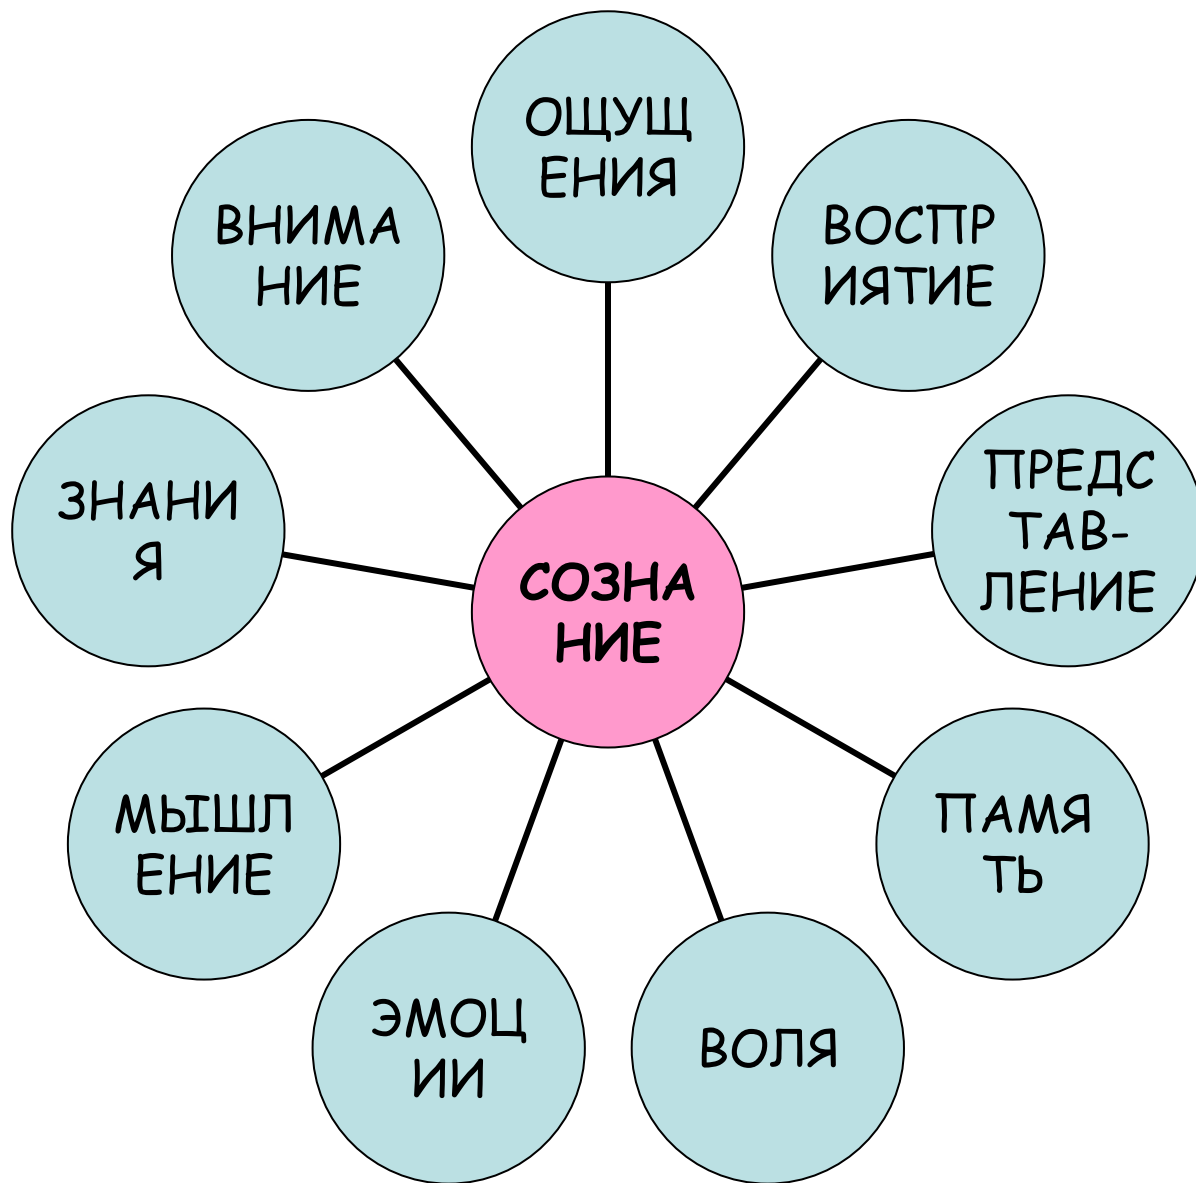 ОЩУЩ
ЕНИЯ
ВОСПР
ИЯТИЕ
ПРЕДС
ТАВ-
ЛЕНИЕ
ПАМЯ
ТЬ
ВОЛЯ
ЭМОЦ
ИИ
МЫШЛ
ЕНИЕ
ЗНАНИ
Я
ВНИМА
НИЕ
СОЗНА
НИЕ